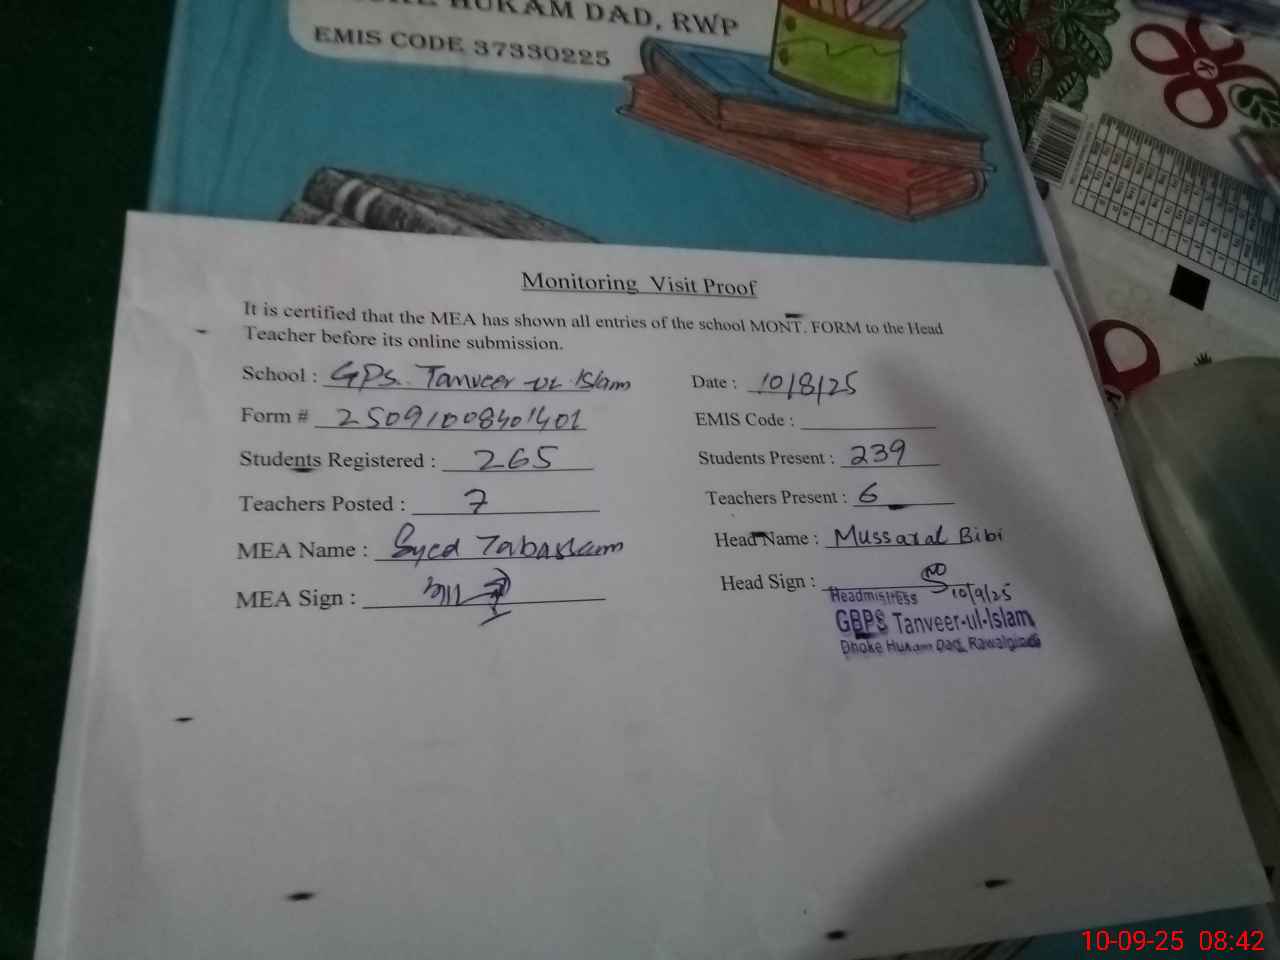 HUKAM DAD, RWP
EMIS CODE 37330225
Monitoring Visit Proof
It is certified that the MEA has shown all entries of the school MONT. FORM to the Head
Teacher before its online submission.
School : GPS. Tanveer ul Islam Date : 10/8/25
Form # 25091008401401 EMIS Code :
Students Registered : 265 Students Present : 239
Teachers Posted : 7 Teachers Present : 6
MEA Name : Syed Tabassum Head Name : Mussarat Bibi
MEA Sign : Head Sign :
10/9/25
Headmistress
GBPS Tanveer-ul-Islam
Dhoke Hukam Dad, Rawalpindi
10-09-25 08:42